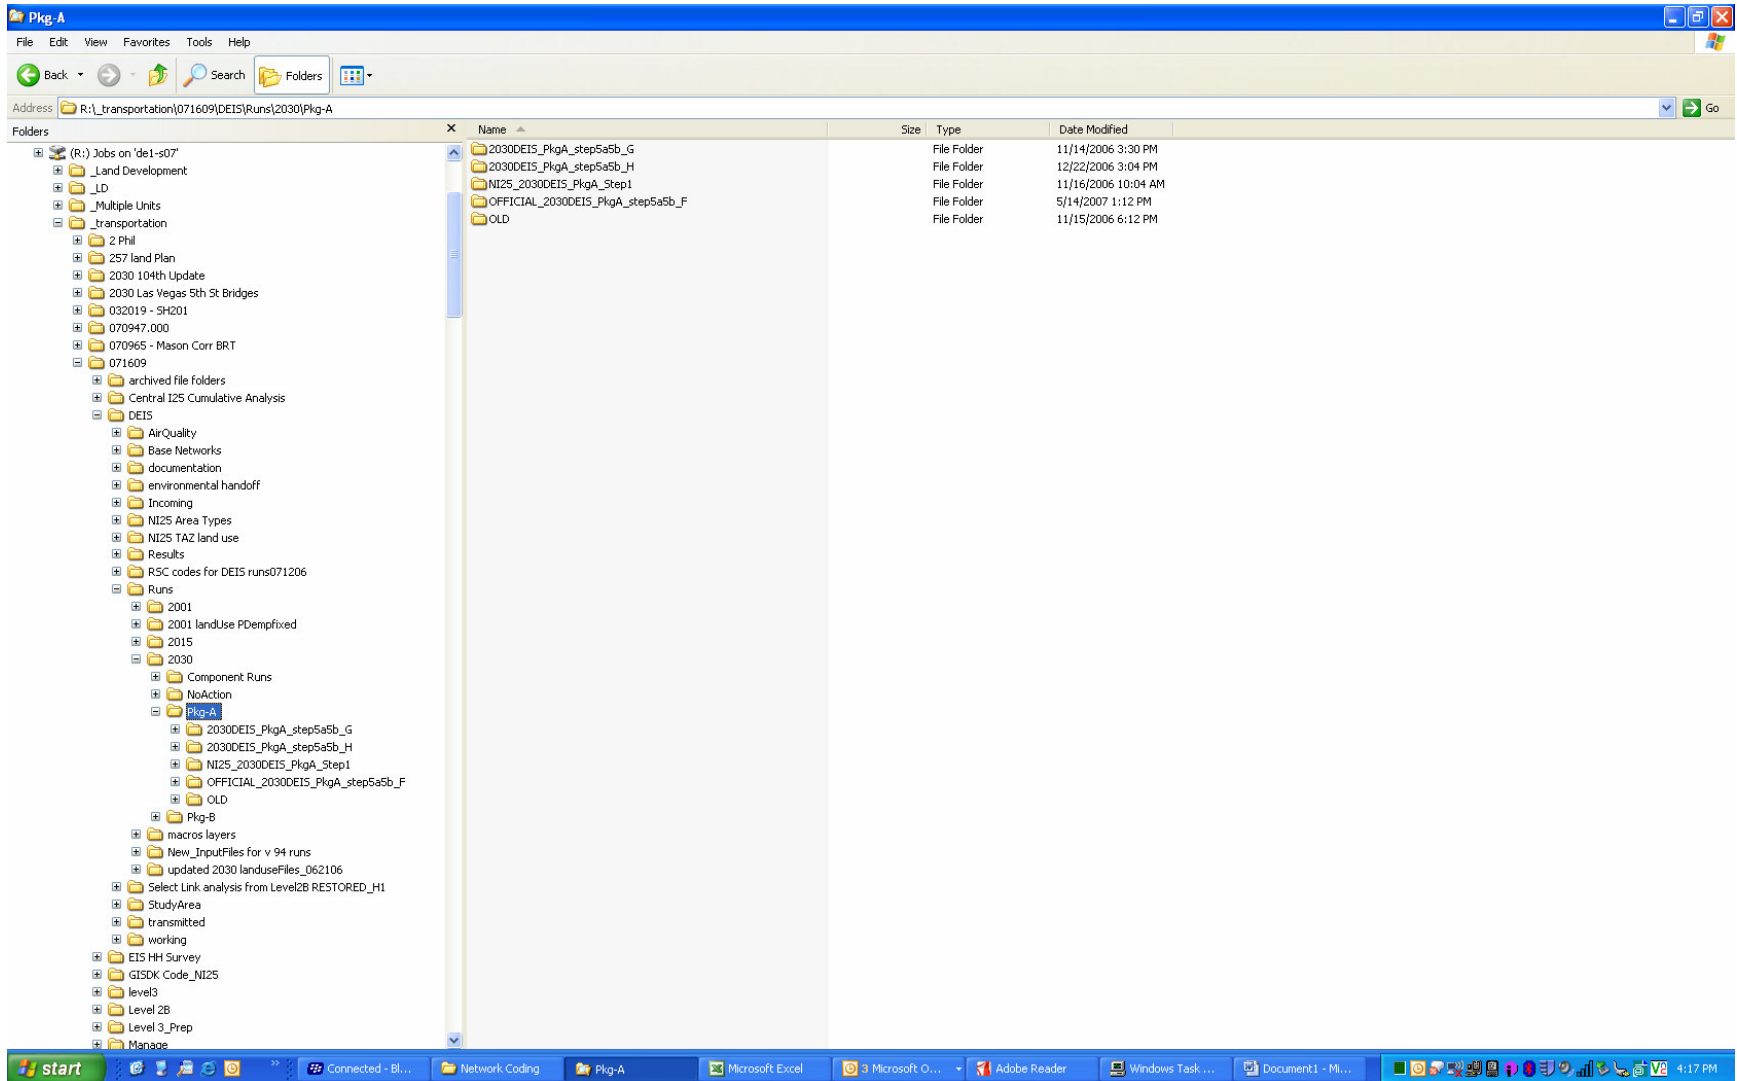 Pkg-A
File Edit View Favorites Tools Help
Back Search Folders
Address R:\_transportation\071609\DEIS\Runs\2030\Pkg-A Go
Folders
(R:) Jobs on 'de1-s07'
_Land Development
_LD
_Multiple Units
_transportation
2 Phil
257 land Plan
2030 104th Update
2030 Las Vegas 5th St Bridges
032019 - SH201
070947.000
070965 - Mason Corr BRT
071609
archived file folders
Central I25 Cumulative Analysis
DEIS
AirQuality
Base Networks
documentation
environmental handoff
Incoming
NI25 Area Types
NI25 TAZ land use
Results
RSC codes for DEIS runs071206
Runs
2001
2001 landUse PDempfixed
2015
2030
Component Runs
NoAction
Pkg-A
2030DEIS_PkgA_step5a5b_G
2030DEIS_PkgA_step5a5b_H
NI25_2030DEIS_PkgA_Step1
OFFICIAL_2030DEIS_PkgA_step5a5b_F
OLD
Pkg-B
macros layers
New_InputFiles for v 94 runs
updated 2030 landuseFiles_062106
Select Link analysis from Level2B RESTORED_H1
StudyArea
transmitted
working
EIS HH Survey
GISDK Code_NI25
level3
Level 2B
Level 3_Prep
Manage
Name Size Type Date Modified
2030DEIS_PkgA_step5a5b_G File Folder 11/14/2006 3:30 PM
2030DEIS_PkgA_step5a5b_H File Folder 12/22/2006 3:04 PM
NI25_2030DEIS_PkgA_Step1 File Folder 11/16/2006 10:04 AM
OFFICIAL_2030DEIS_PkgA_step5a5b_F File Folder 5/14/2007 1:12 PM
OLD File Folder 11/15/2006 6:12 PM
start Connected - Bl... Network Coding Pkg-A Microsoft Excel 3 Microsoft O... Adobe Reader Windows Task ... Document1 - Mi... 4:17 PM